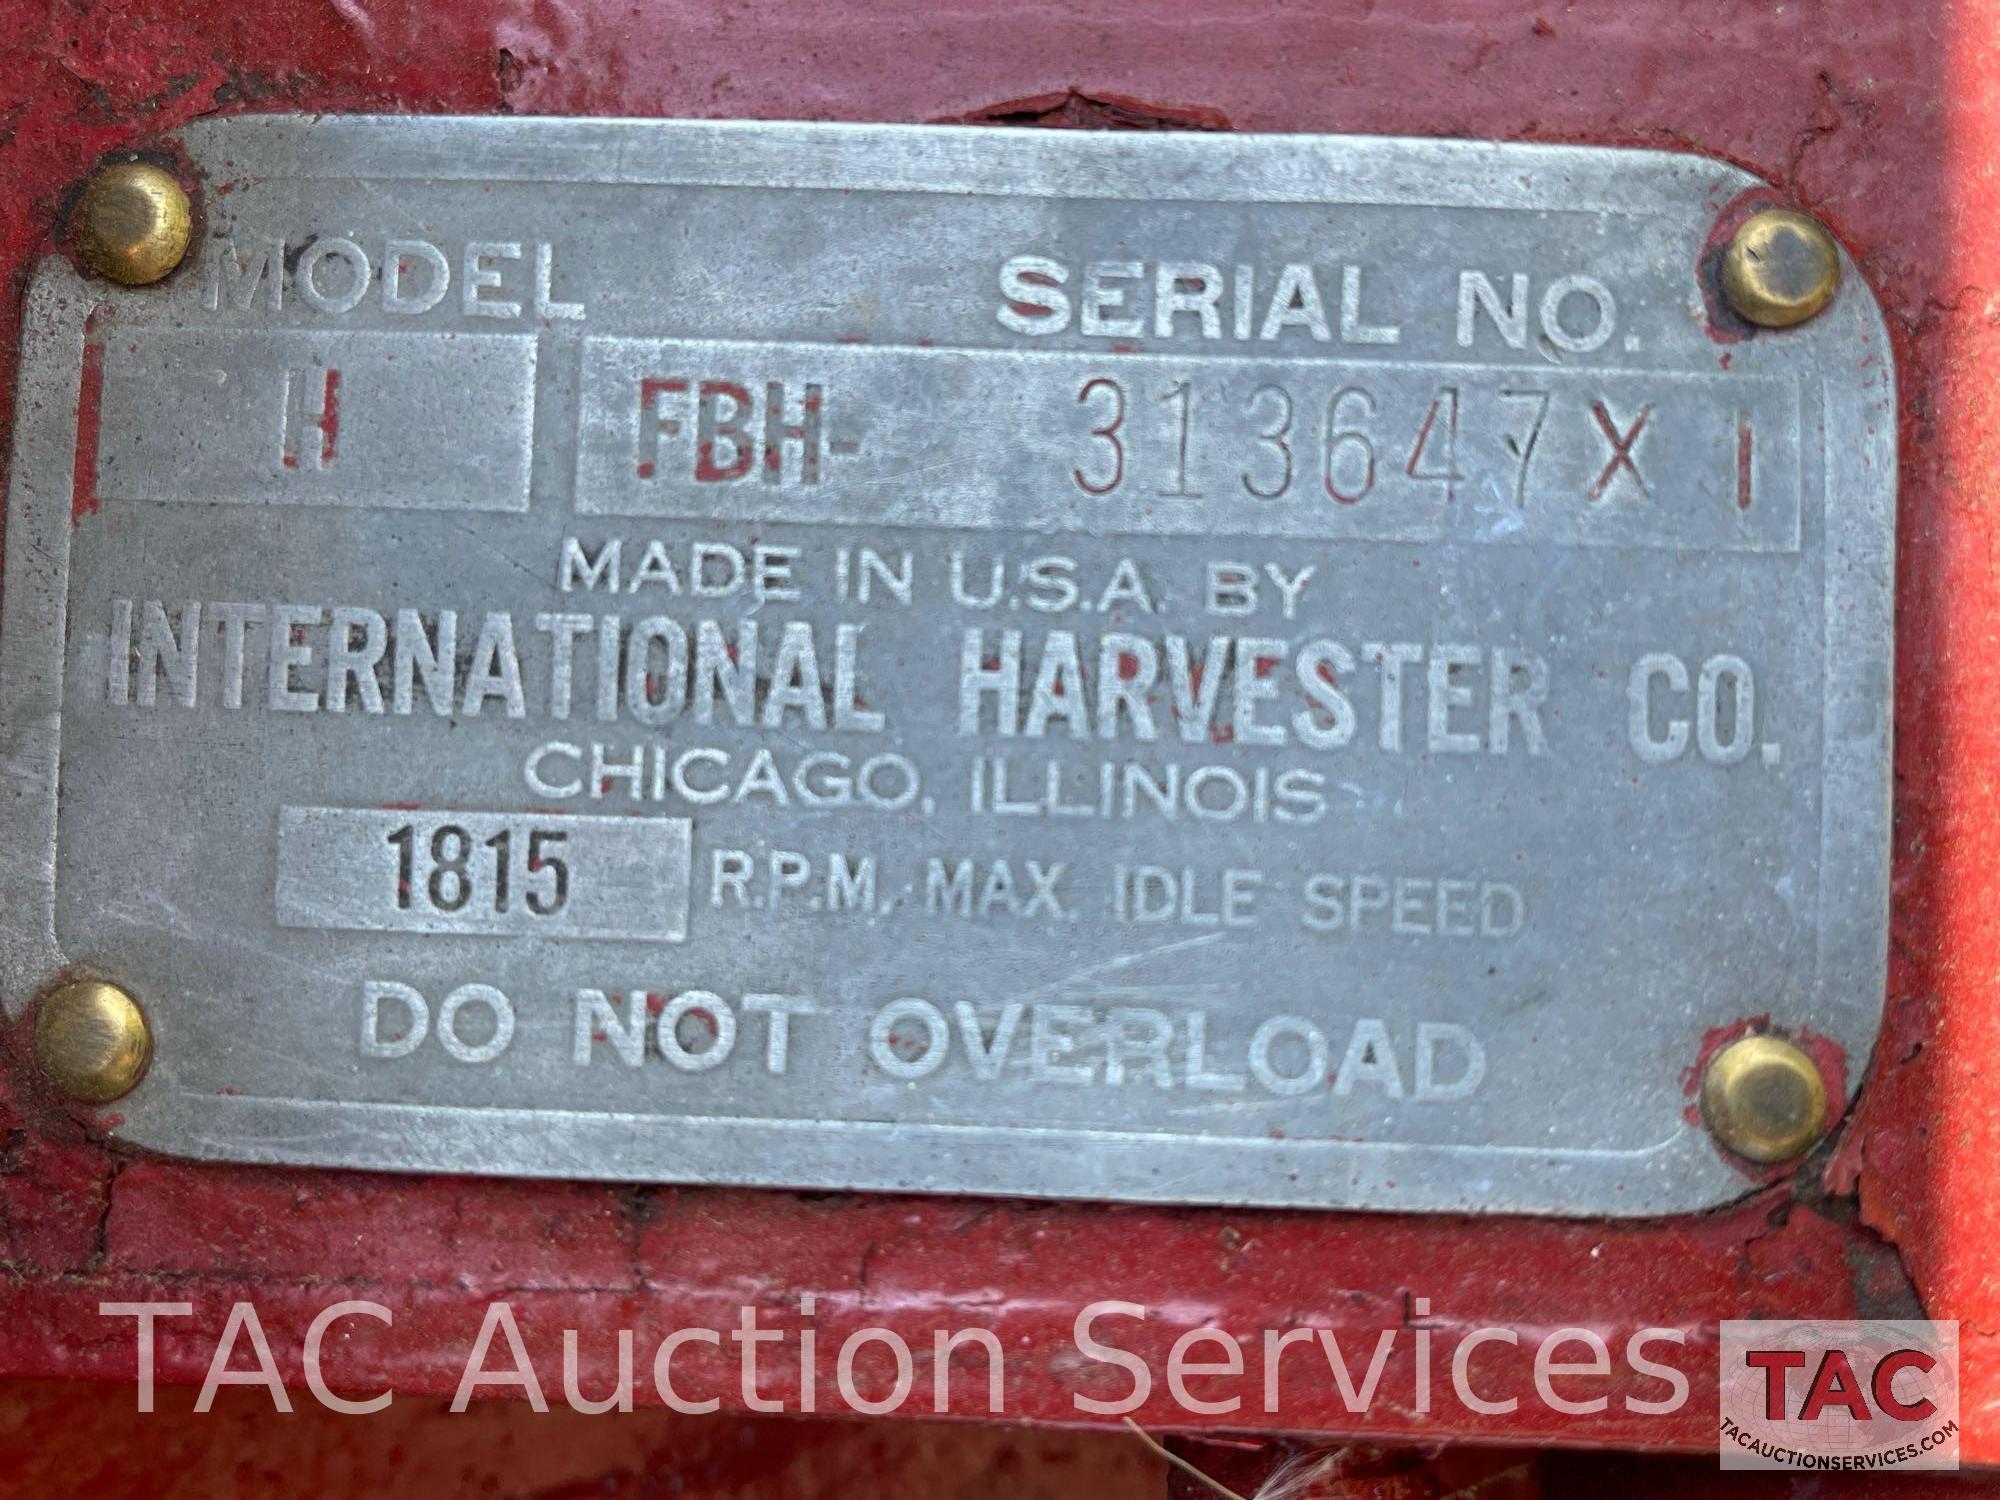 MODEL SERIAL NO.
H FBH- 313647X1
MADE IN U.S.A. BY
INTERNATIONAL HARVESTER CO.
CHICAGO, ILLINOIS
1815 R.P.M. MAX. IDLE SPEED
DO NOT OVERLOAD
TAC Auction Services
TAC
TACAUCTIONSERVICES.COM